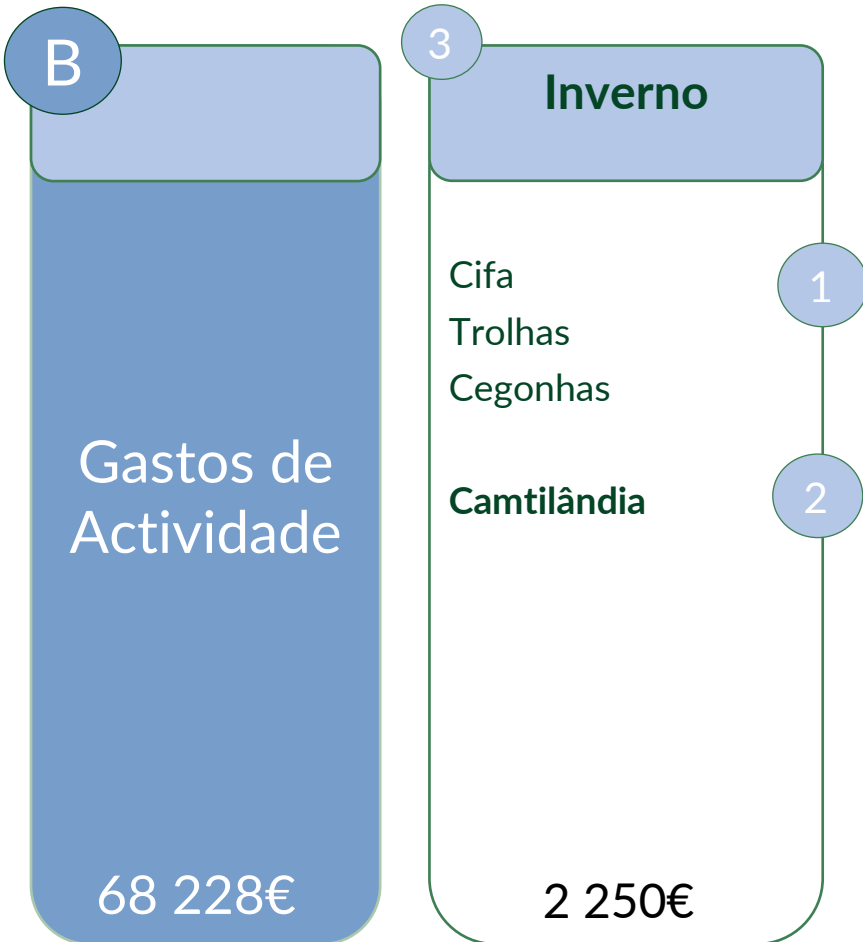 B
Gastos de
Actividade
68 228€
3
Inverno
Cifa
Trolhas
Cegonhas
1
Camtilândia
2
2 250€